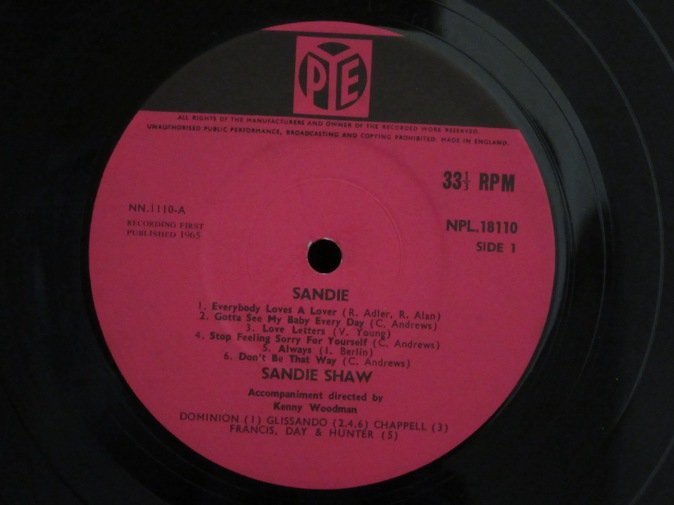 PYE
ALL RIGHTS OF THE MANUFACTURERS AND OWNER OF THE RECORDED WORK RESERVED.
UNAUTHORISED PUBLIC PERFORMANCE, BROADCASTING AND COPYING PROHIBITED. MADE IN ENGLAND.
33⅓ RPM
NN.1110-A
RECORDING FIRST
PUBLISHED 1965
NPL.18110
SIDE 1
SANDIE
1. Everybody Loves A Lover (R. Adler, R. Alan)
2. Gotta See My Baby Every Day (C. Andrews)
3. Love Letters (V. Young)
4. Stop Feeling Sorry For Yourself (C. Andrews)
5. Always (I. Berlin)
6. Don't Be That Way (C. Andrews)
SANDIE SHAW
Accompaniment directed by
Kenny Woodman
DOMINION (1) GLISSANDO (2,4,6) CHAPPELL (3)
FRANCIS, DAY & HUNTER (5)